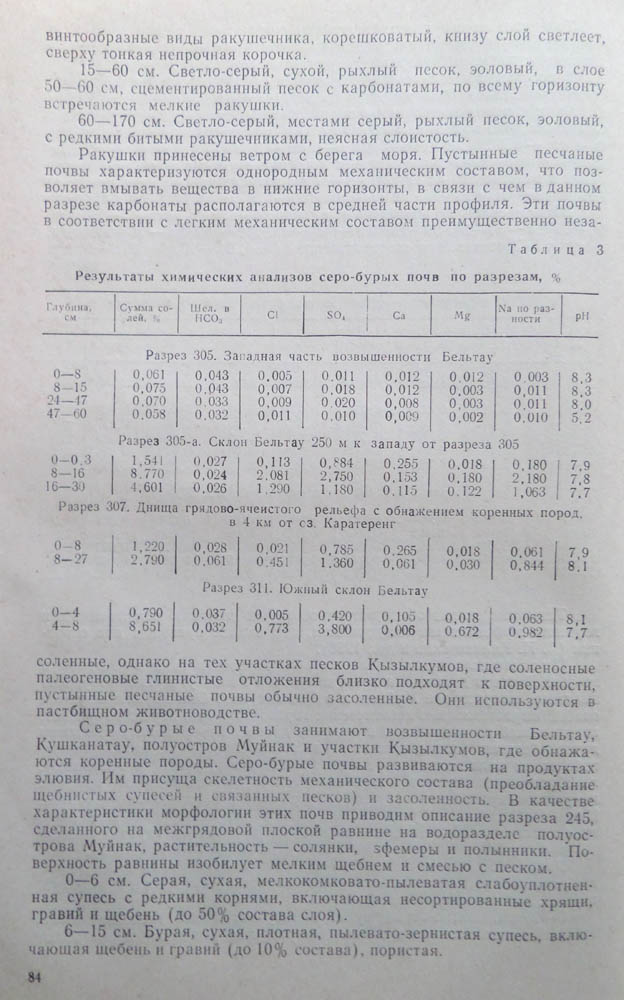 винтообразные виды ракушечника, корешковатый, книзу слой светлеет,
сверху тонкая непрочная корочка.
15—60 см. Светло-серый, сухой, рыхлый песок, эоловый, в слое
50—60 см, сцементированный песок с карбонатами, по всему горизонту
встречаются мелкие ракушки.
60—170 см. Светло-серый, местами серый, рыхлый песок, эоловый,
с редкими битыми ракушечниками, неясная слоистость.
Ракушки принесены ветром с берега моря. Пустынные песчаные
почвы характеризуются однородным механическим составом, что поз-
воляет вмывать вещества в нижние горизонты, в связи с чем в данном
разрезе карбонаты располагаются в средней части профиля. Эти почвы
в соответствии с легким механическим составом преимущественно неза-
Таблица 3
Результаты химических анализов серо-бурых почв по разрезам, %
Глубина, см | Сумма солей, % | Щел. в HCO₃ | Cl | SO₄ | Ca | Mg | Na по разности | pH
Разрез 305. Западная часть возвышенности Бельтау
0—8 | 0,061 | 0,043 | 0,005 | 0.011 | 0,012 | 0.012 | 0.003 | 8,3
8—15 | 0,075 | 0,043 | 0,007 | 0,018 | 0,012 | 0,003 | 0,011 | 8,3
24—47 | 0,070 | 0.033 | 0,009 | 0 020 | 0,008 | 0,003 | 0.011 | 8,0
47—60 | 0.058 | 0.032 | 0,011 | 0.010 | 0,009 | 0,002 | 0.010 | 5,2
Разрез 305-а. Склон Бельтау 250 м к западу от разреза 305
0—0,3 | 1,541 | 0,027 | 0,113 | 0,884 | 0.255 | 0,018 | 0,180 | 7,9
8—16 | 8.770 | 0,024 | 2.081 | 2,750 | 0.153 | 0,180 | 2,180 | 7,8
16—30 | 4,601 | 0,026 | 1.290 | 1.180 | 0.115 | 0.122 | 1,063 | 7.7
Разрез 307. Днища грядово-ячеистого рельефа с обнажением коренных пород,
в 4 км от оз. Каратеренг
0—8 | 1,220 | 0,028 | 0,021 | 0,785 | 0.265 | 0,018 | 0.061 | 7,9
8—27 | 2,790 | 0,061 | 0.451 | 1.360 | 0,061 | 0,030 | 0,844 | 8.1
Разрез 311. Южный склон Бельтау
0—4 | 0,790 | 0,037 | 0,005 | 0.420 | 0,105 | 0,018 | 0,063 | 8,1
4—8 | 8,651 | 0,032 | 0,773 | 3,800 | 0,006 | 0.672 | 0,982 | 7,7
соленные, однако на тех участках песков Кызылкумов, где соленосные
палеогеновые глинистые отложения близко подходят к поверхности,
пустынные песчаные почвы обычно засоленные. Они используются в
пастбищном животноводстве.
Серо-бурые почвы занимают возвышенности Бельтау,
Кушканатау, полуостров Муйнак и участки Кызылкумов, где обнажа-
ются коренные породы. Серо-бурые почвы развиваются на продуктах
элювия. Им присуща скелетность механического состава (преобладание
щебнистых супесей и связанных песков) и засоленность. В качестве
характеристики морфологии этих почв приводим описание разреза 245,
сделанного на межгрядовой плоской равнине на водоразделе полуос-
трова Муйнак, растительность — солянки, эфемеры и полынники. По-
верхность равнины изобилует мелким щебнем и смесью с песком.
0—6 см. Серая, сухая, мелкокомковато-пылеватая слабоуплотнен-
ная супесь с редкими корнями, включающая несортированные хрящи,
гравий и щебень (до 50% состава слоя).
6—15 см. Бурая, сухая, плотная, пылевато-зернистая супесь, вклю-
чающая щебень и гравий (до 10% состава), пористая.
84